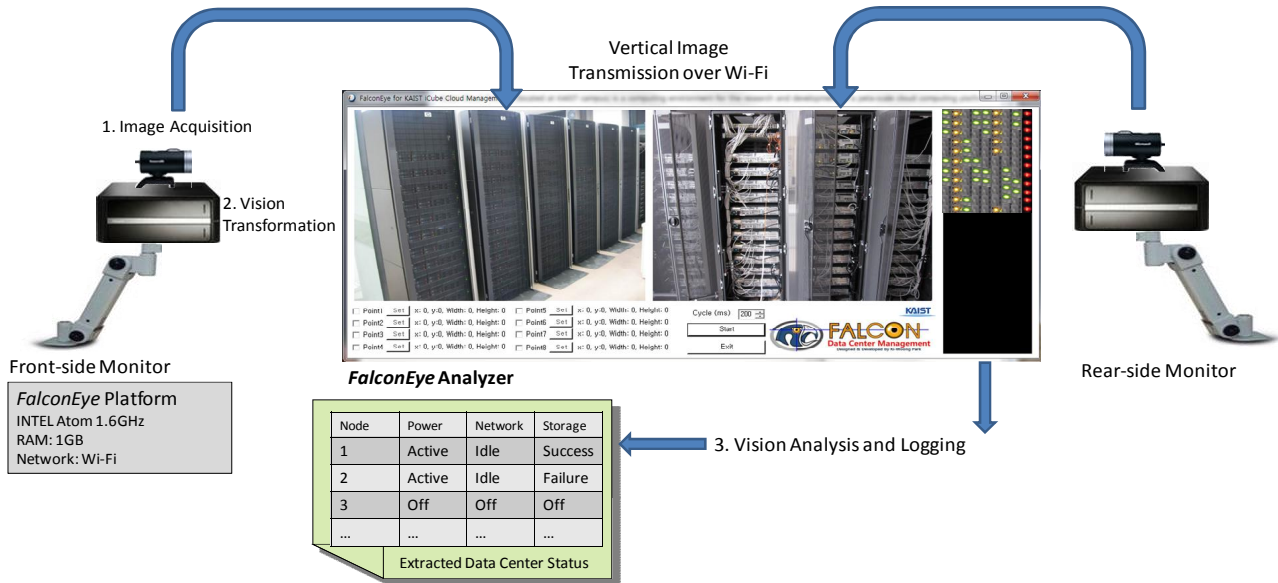 Vertical Image
Transmission over Wi-Fi
1. Image Acquisition
2. Vision
Transformation
FalconEye for KAIST iCube Cloud Management
Point1 Set x: 0, y:0, Width: 0, Height: 0
Point2 Set x: 0, y:0, Width: 0, Height: 0
Point3 Set x: 0, y:0, Width: 0, Height: 0
Point4 Set x: 0, y:0, Width: 0, Height: 0
Point5 Set x: 0, y:0, Width: 0, Height: 0
Point6 Set x: 0, y:0, Width: 0, Height: 0
Point7 Set x: 0, y:0, Width: 0, Height: 0
Point8 Set x: 0, y:0, Width: 0, Height: 0
Cycle (ms) 200
Start
Exit
KAIST
FALCON
Data Center Management
Designed & Developed by Ki-Woong Park
Front-side Monitor
FalconEye Platform
INTEL Atom 1.6GHz
RAM: 1GB
Network: Wi-Fi
Rear-side Monitor
FalconEye Analyzer
Node Power Network Storage
1 Active Idle Success
2 Active Idle Failure
3 Off Off Off
... ... ... ...
Extracted Data Center Status
3. Vision Analysis and Logging